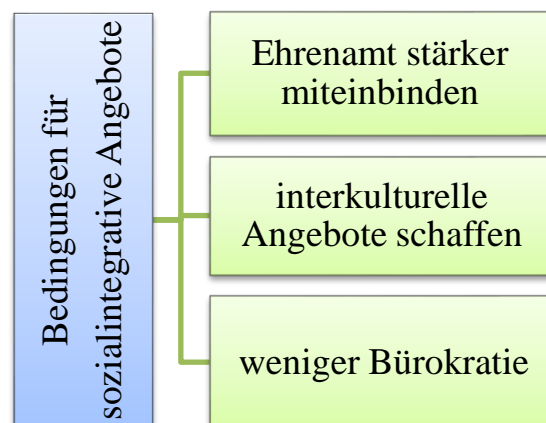 Bedingungen für
sozialintegrative Angebote
Ehrenamt stärker
miteinbinden
interkulturelle
Angebote schaffen
weniger Bürokratie